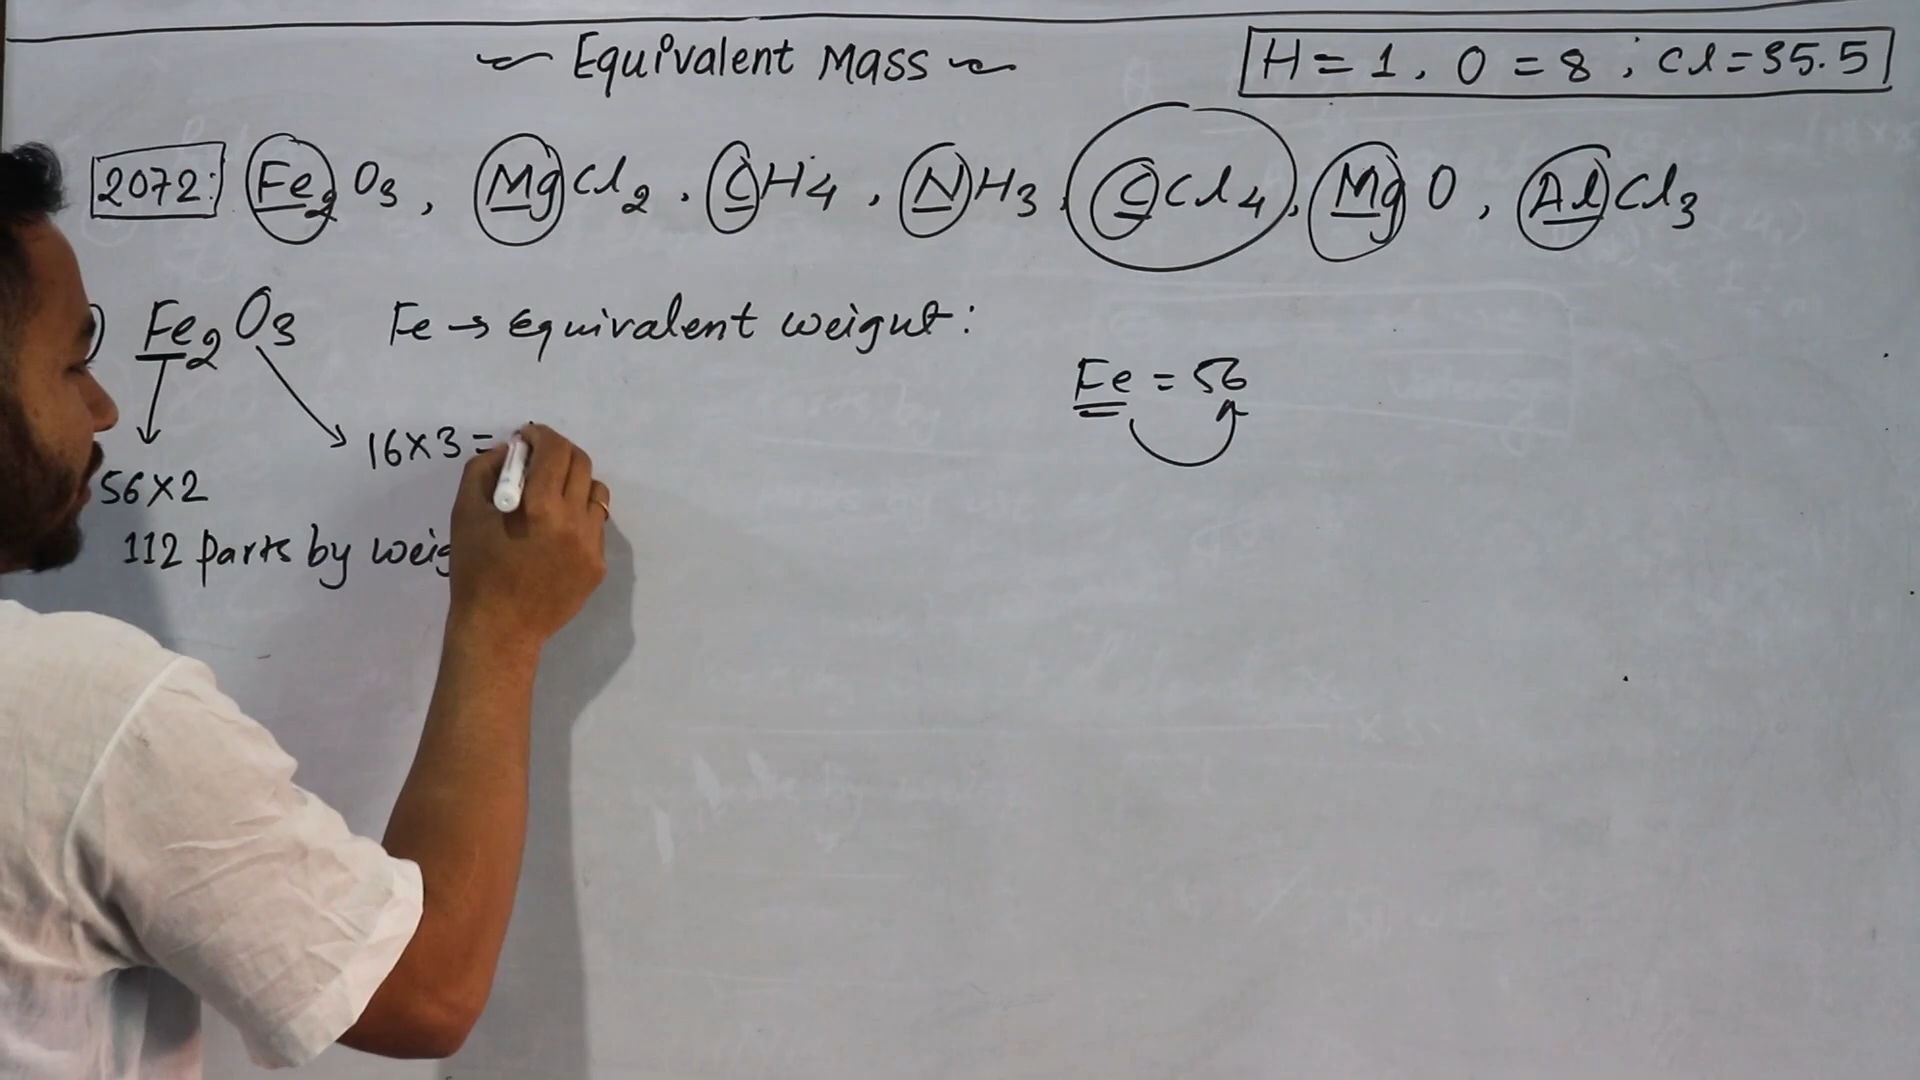 Equivalent Mass
H = 1, O = 8 ; Cl = 35.5
2072: Fe2O3, MgCl2, CH4, NH3, CCl4, MgO, AlCl3
) Fe2O3 Fe → equivalent weight:
Fe = 56
16×3 =
56×2
112 parts by weig